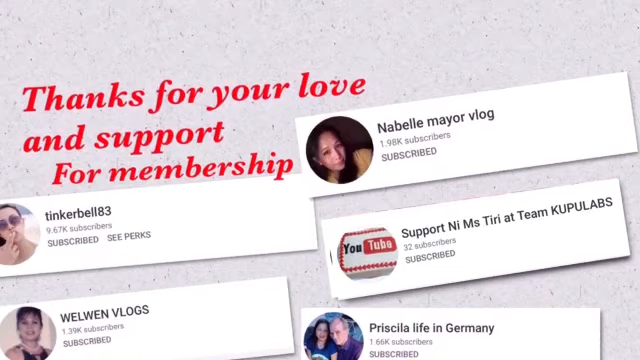 Thanks for your love
and support
For membership
Nabelle mayor vlog
1.98K subscribers
SUBSCRIBED
tinkerbell83
9.67K subscribers
SUBSCRIBED SEE PERKS
Support Ni Ms Tiri at Team KUPULABS
32 subscribers
SUBSCRIBED
You Tube
WELWEN VLOGS
1.39K subscribers
SUBSCRIBED
Priscila life in Germany
1.66K subscribers
SUBSCRIBED